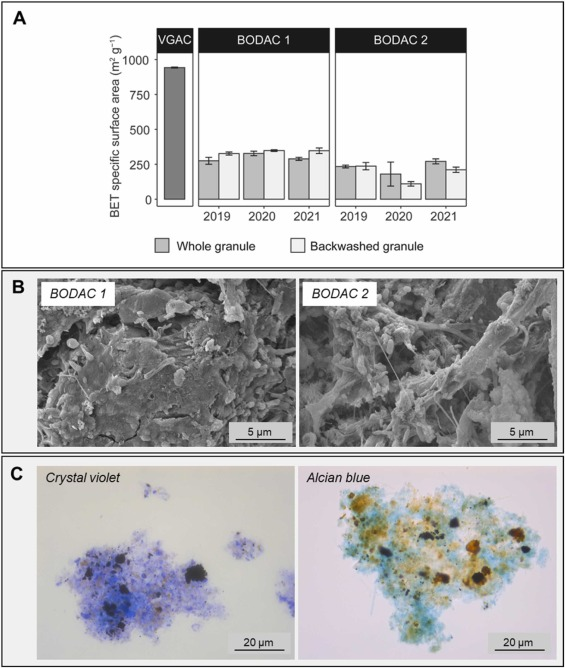 A
VGAC BODAC 1 BODAC 2
BET specific surface area (m² g⁻¹)
1000
750
500
250
0
2019 2020 2021 2019 2020 2021
Whole granule Backwashed granule
B
BODAC 1 BODAC 2
5 µm 5 µm
C
Crystal violet Alcian blue
20 µm 20 µm